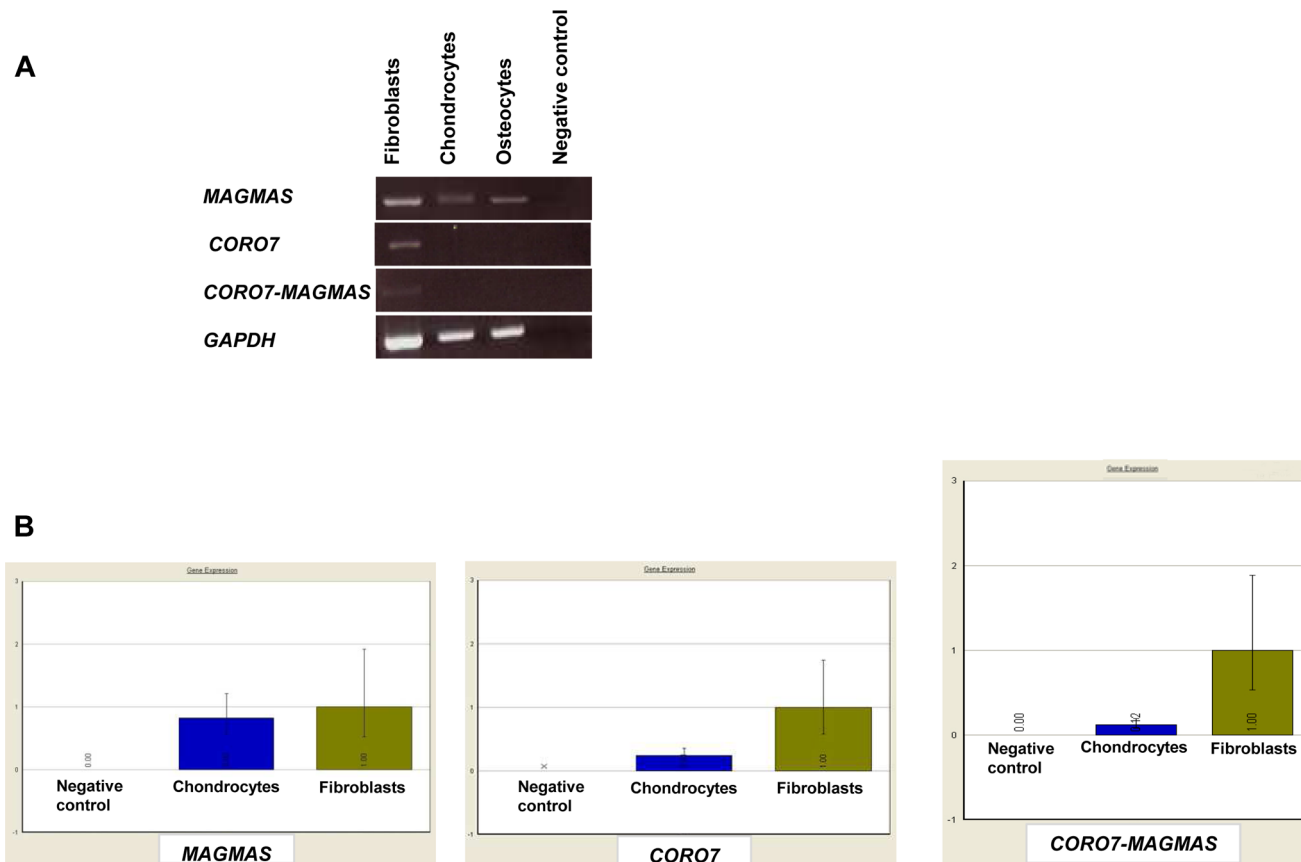 A
Fibroblasts
Chondrocytes
Osteocytes
Negative control
MAGMAS
CORO7
CORO7-MAGMAS
GAPDH
B
Gene Expression
3
2
1
0
-1
0.00
1.00
Negative control
Chondrocytes
Fibroblasts
MAGMAS
Gene Expression
3
2
1
0
-1
X
1.00
Negative control
Chondrocytes
Fibroblasts
CORO7
Gene Expression
3
2
1
0
-1
0.00
1.00
Negative control
Chondrocytes
Fibroblasts
CORO7-MAGMAS